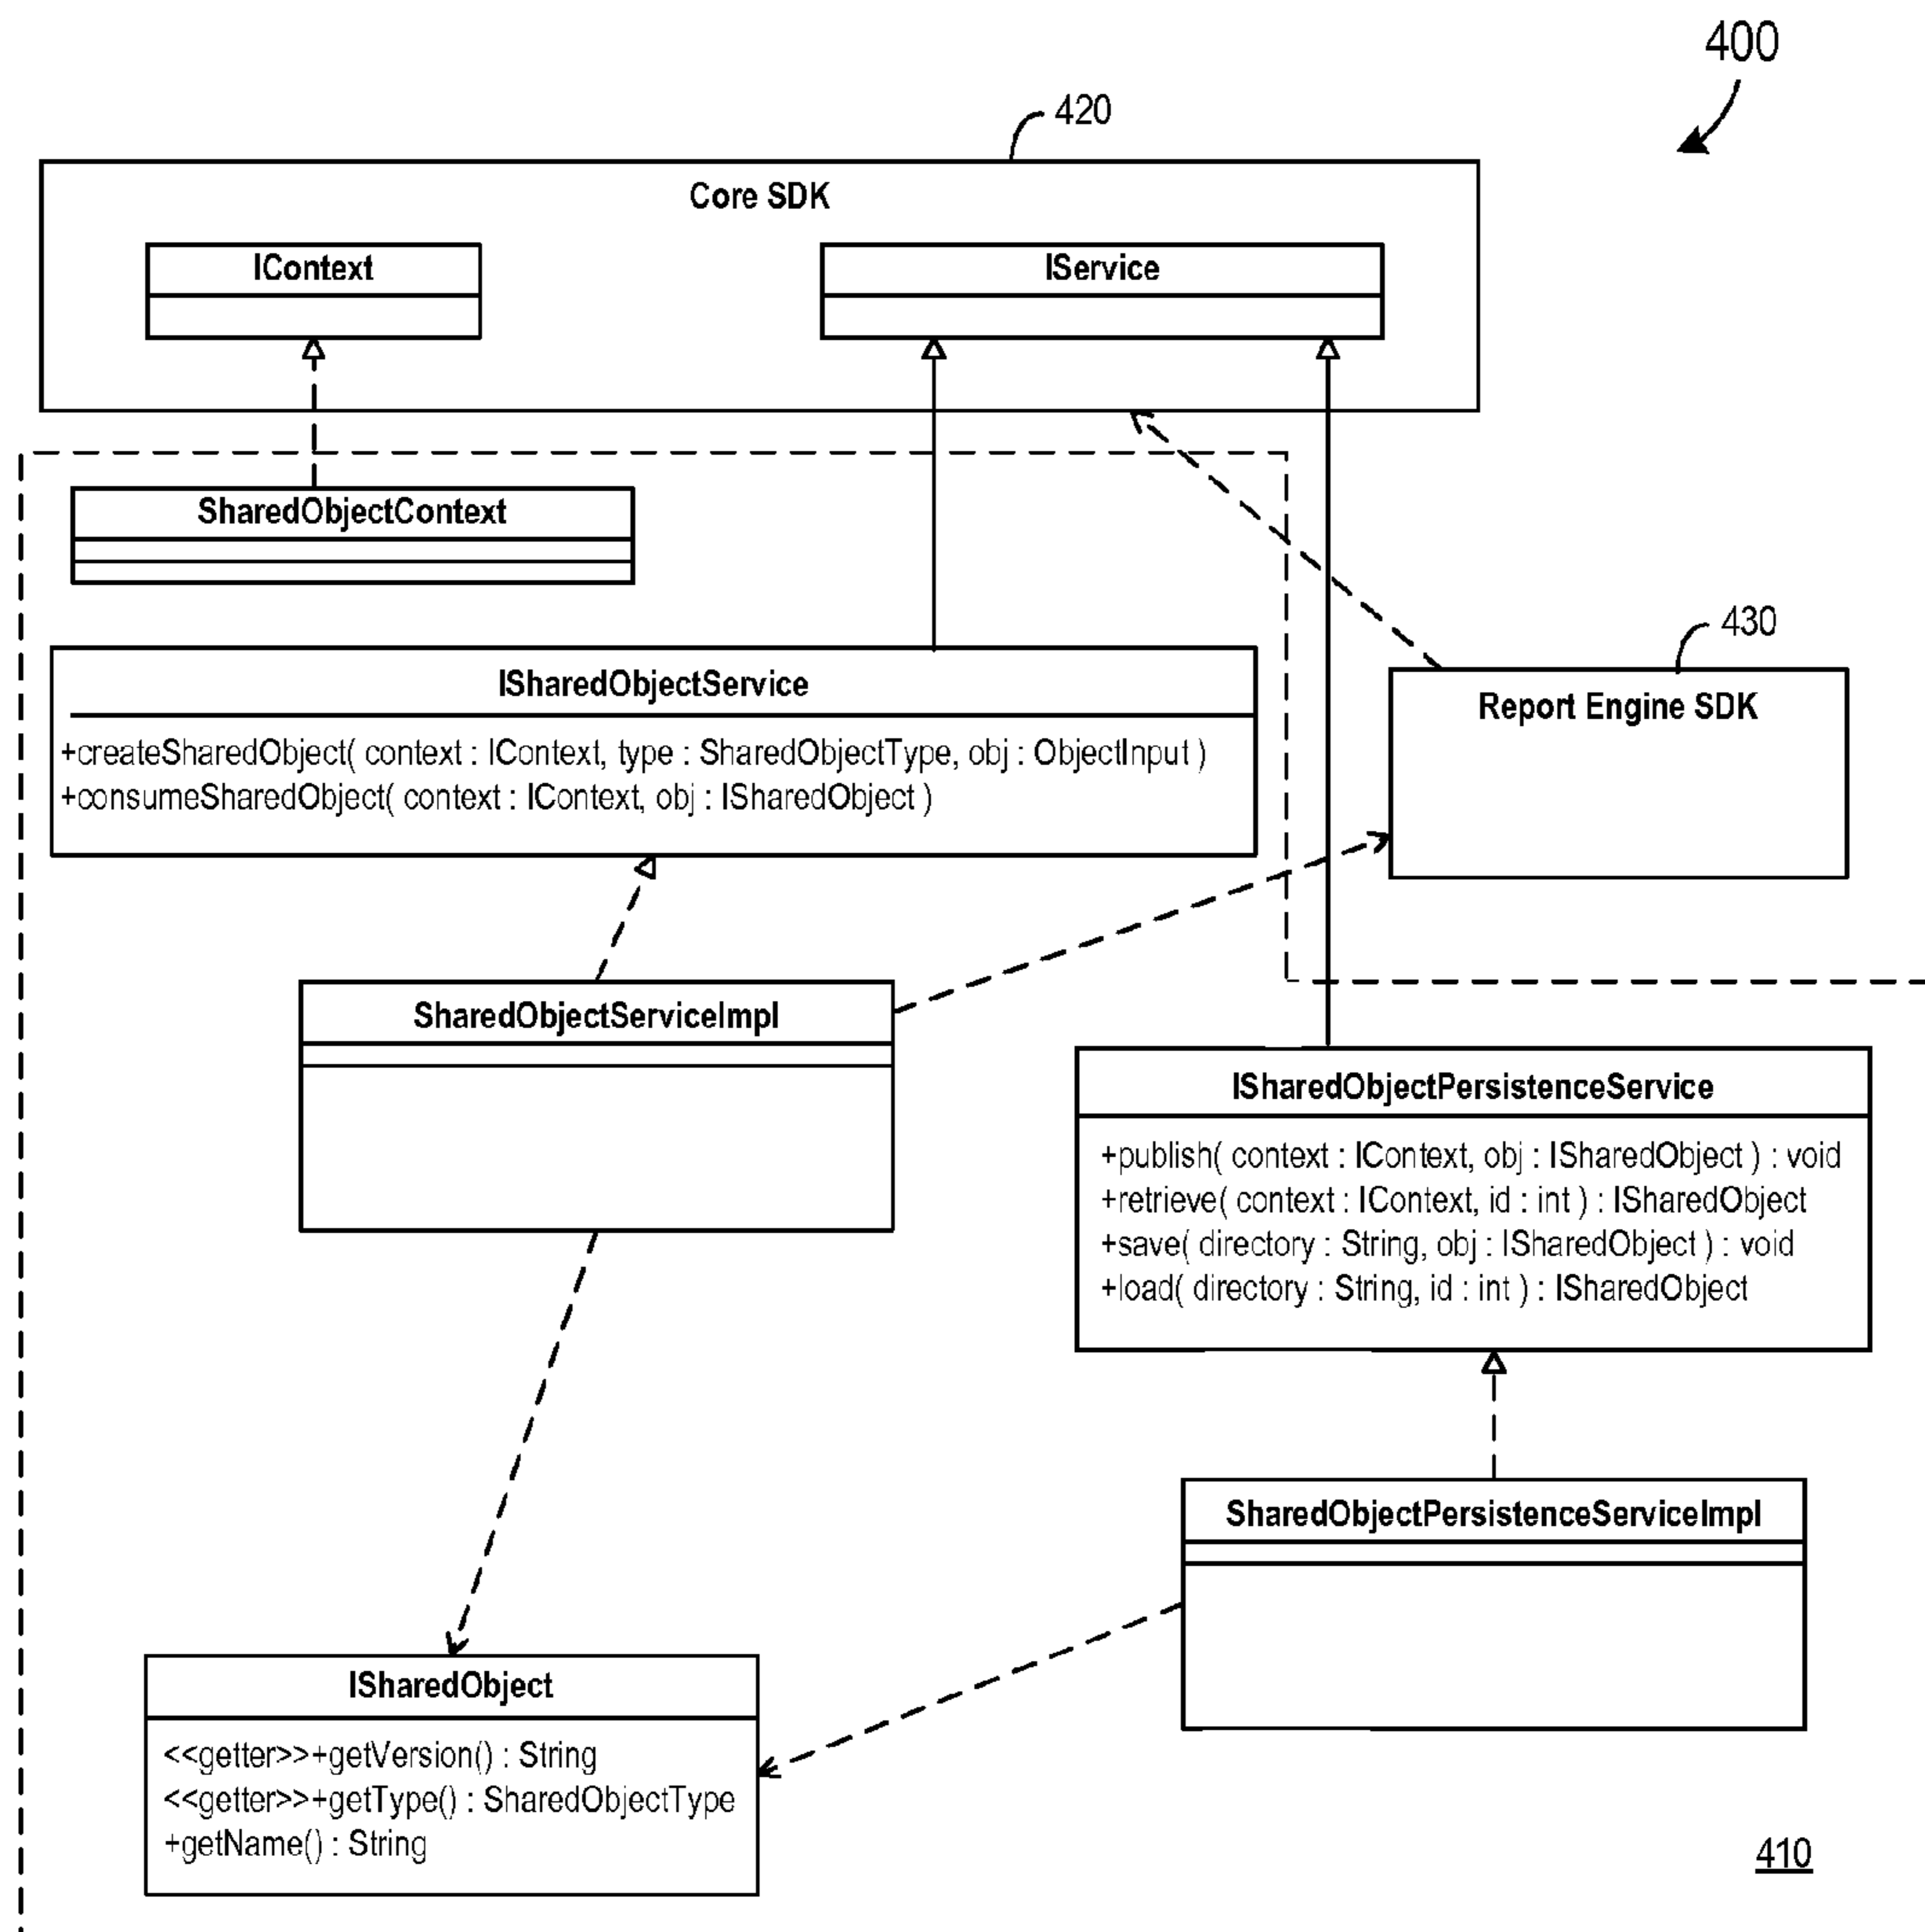 400
420
Core SDK
IContext
IService
SharedObjectContext
430
ISharedObjectService
+createSharedObject( context : IContext, type : SharedObjectType, obj : ObjectInput )
+consumeSharedObject( context : IContext, obj : ISharedObject )
Report Engine SDK
SharedObjectServiceImpl
ISharedObjectPersistenceService
+publish( context : IContext, obj : ISharedObject ) : void
+retrieve( context : IContext, id : int ) : ISharedObject
+save( directory : String, obj : ISharedObject ) : void
+load( directory : String, id : int ) : ISharedObject
SharedObjectPersistenceServiceImpl
ISharedObject
<<getter>>+getVersion() : String
<<getter>>+getType() : SharedObjectType
+getName() : String
410